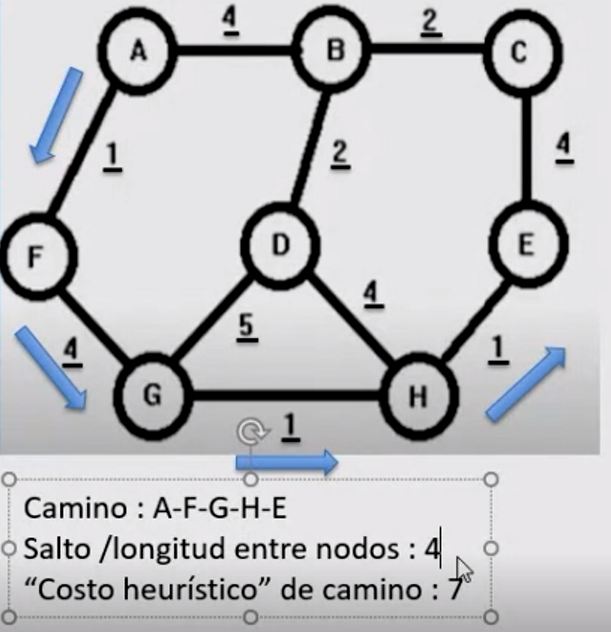 4
2
A
B
C
1
2
4
F
D
E
4
5
4
1
G
H
1
Camino : A-F-G-H-E
Salto /longitud entre nodos : 4
“Costo heurístico” de camino : 7